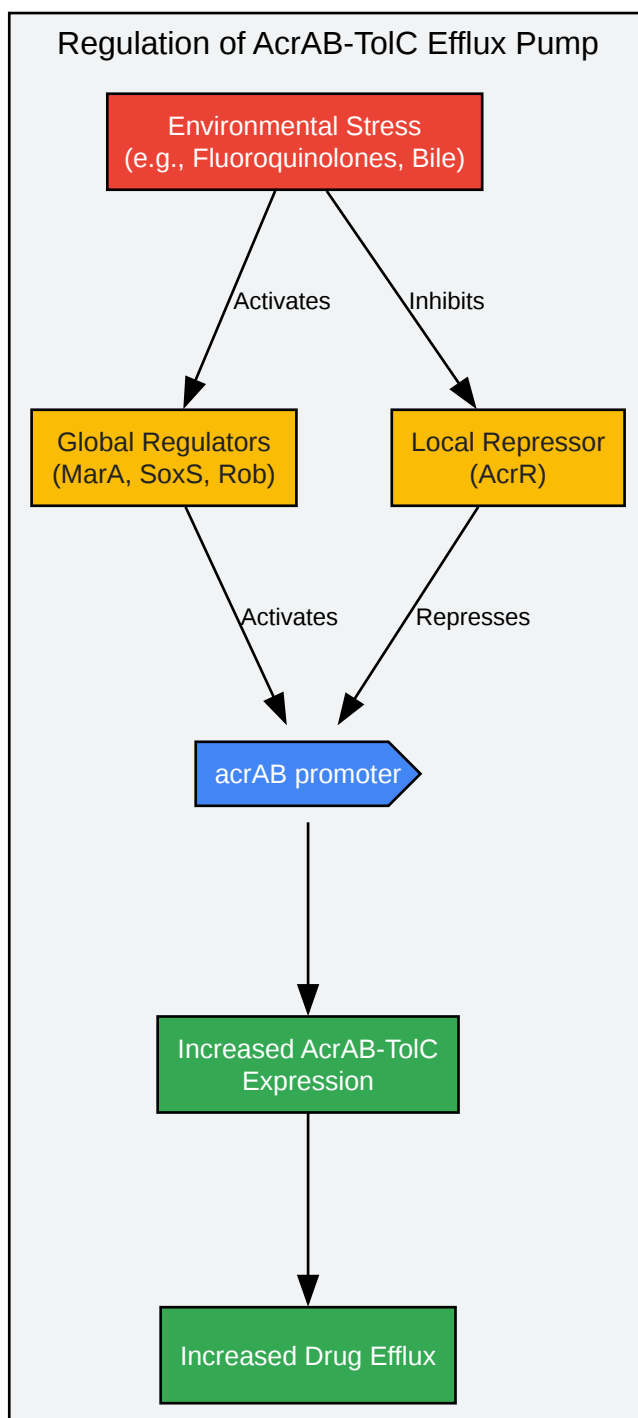 Regulation of AcrAB-TolC Efflux Pump
Environmental Stress
(e.g., Fluoroquinolones, Bile)
Activates
Inhibits
Global Regulators
(MarA, SoxS, Rob)
Local Repressor
(AcrR)
Activates
Represses
acrAB promoter
Increased AcrAB-TolC
Expression
Increased Drug Efflux